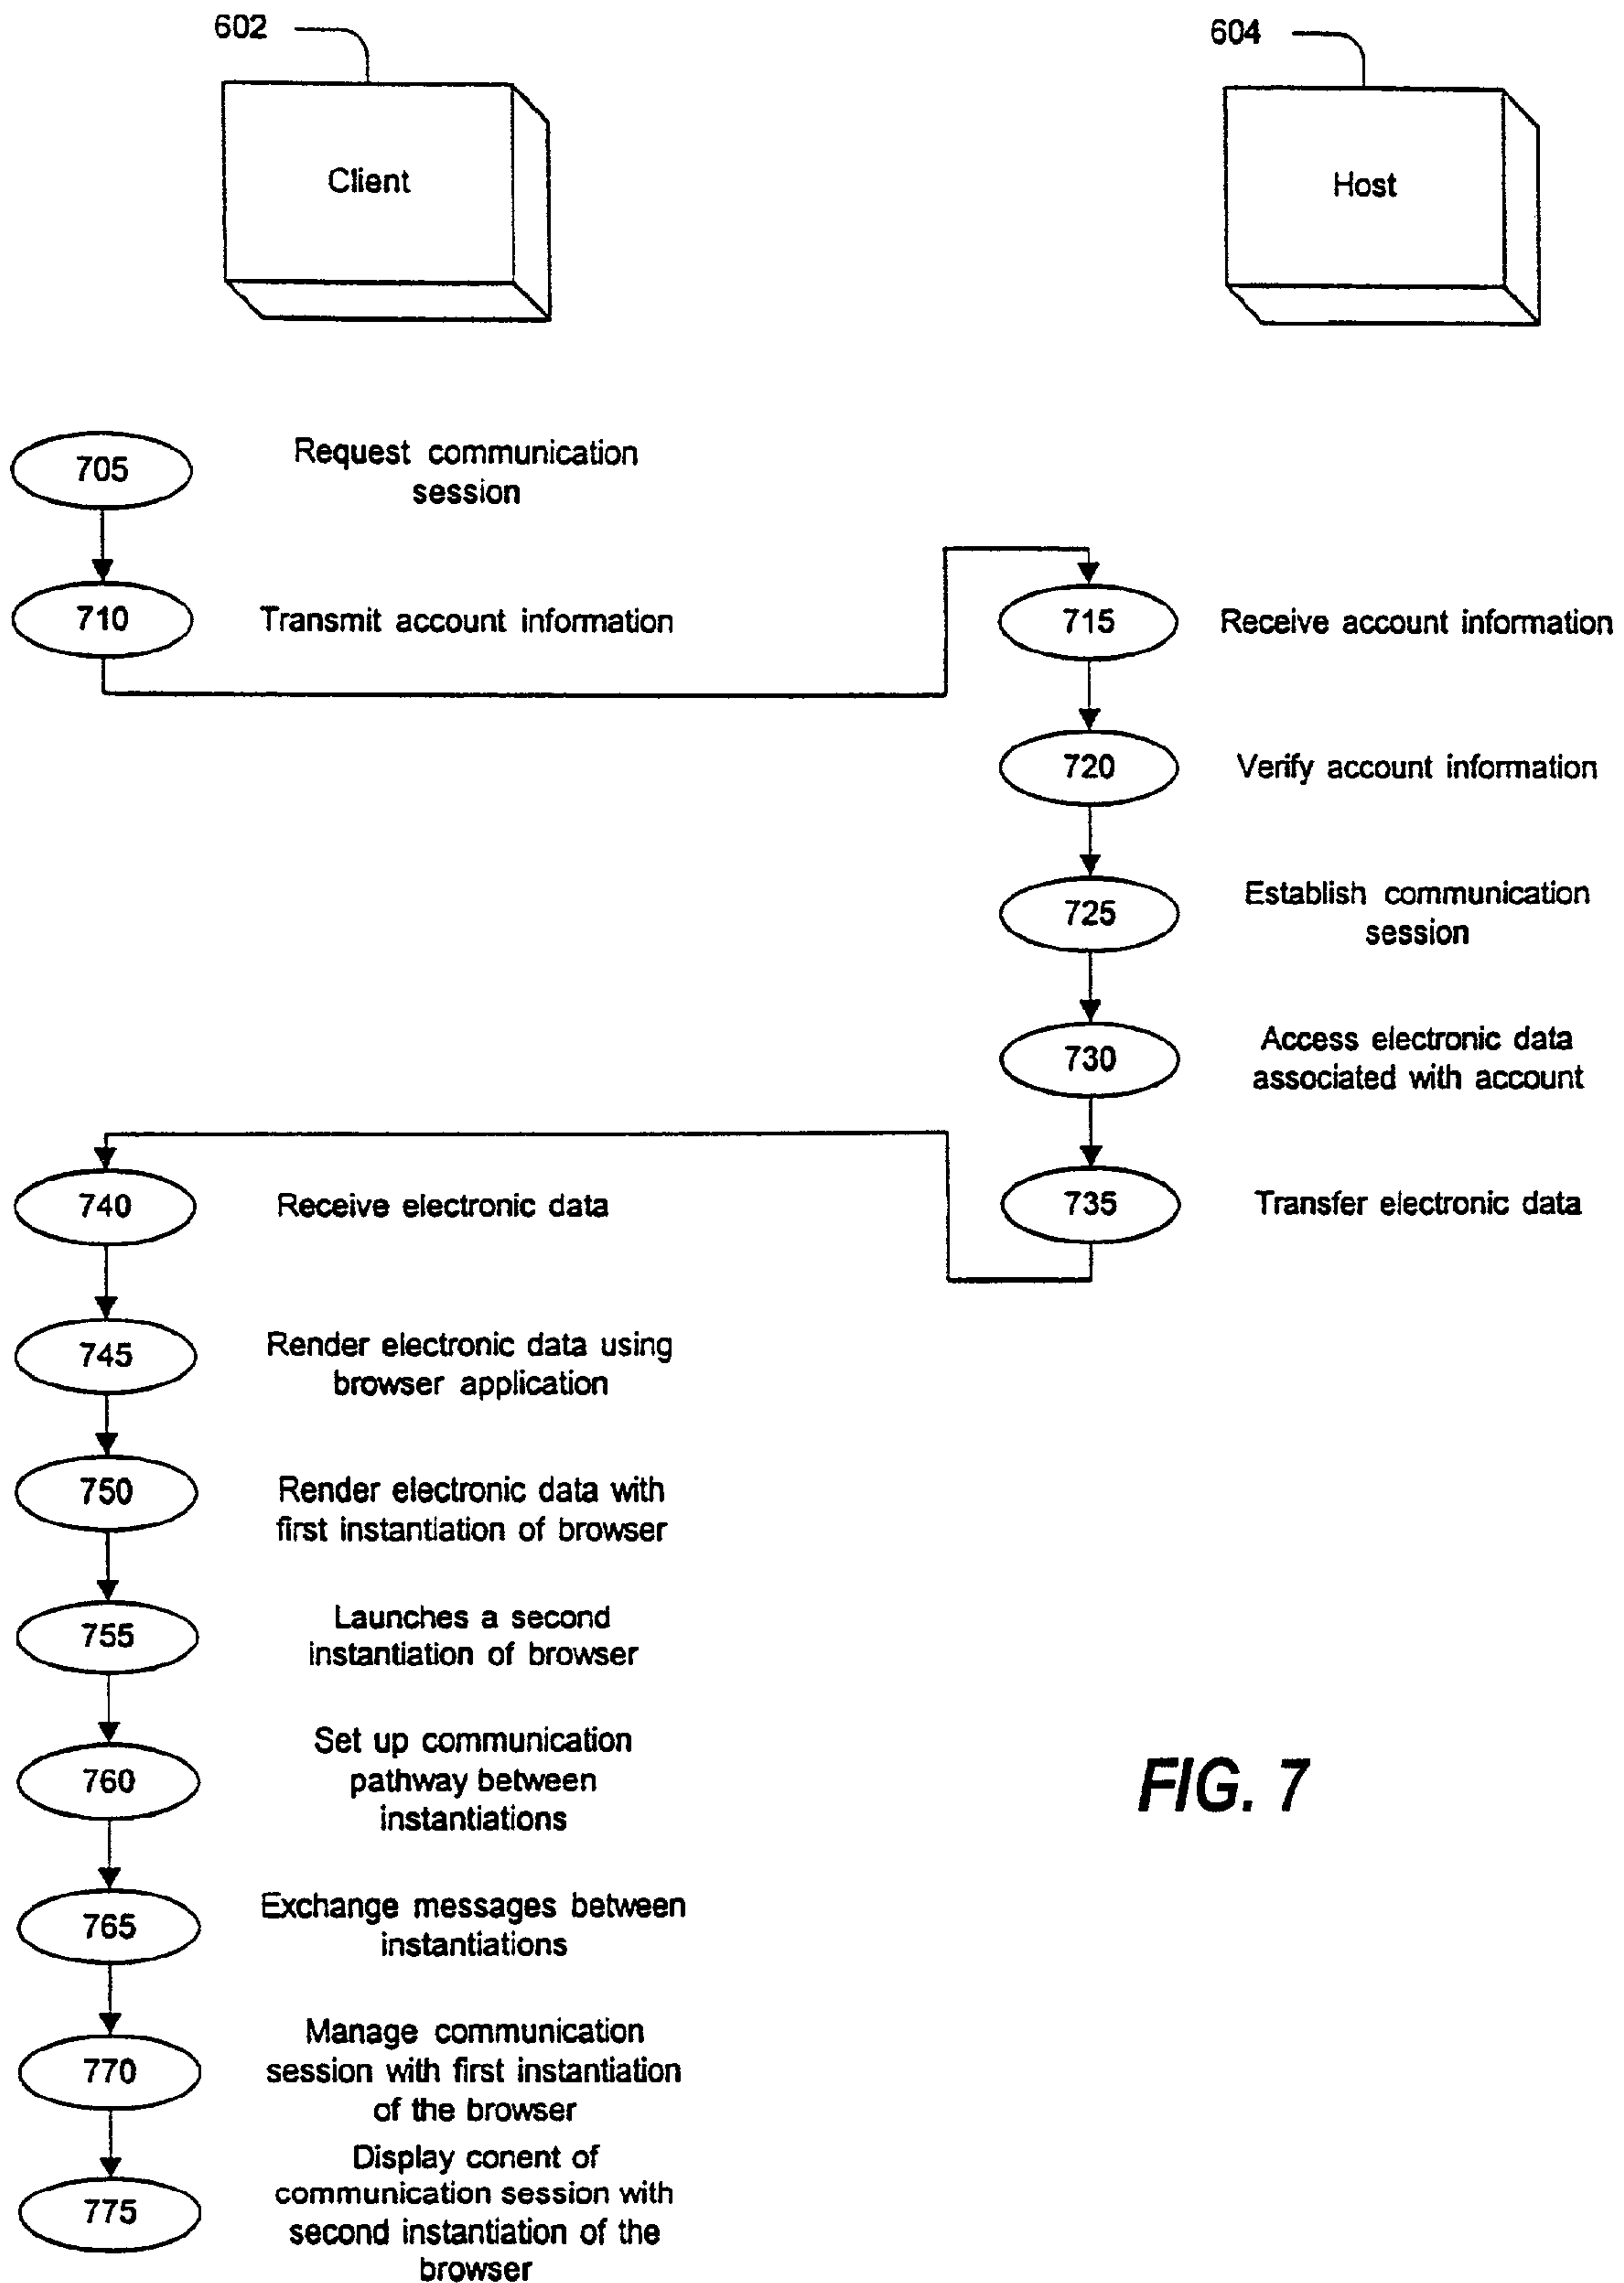 602
604
Client
Host
705
Request communication
session
710
Transmit account information
715
Receive account information
720
Verify account information
725
Establish communication
session
730
Access electronic data
associated with account
740
Receive electronic data
735
Transfer electronic data
745
Render electronic data using
browser application
750
Render electronic data with
first instantiation of browser
755
Launches a second
instantiation of browser
760
Set up communication
pathway between
instantiations
765
Exchange messages between
instantiations
770
Manage communication
session with first instantiation
of the browser
775
Display conent of
communication session with
second instantiation of the
browser
FIG. 7